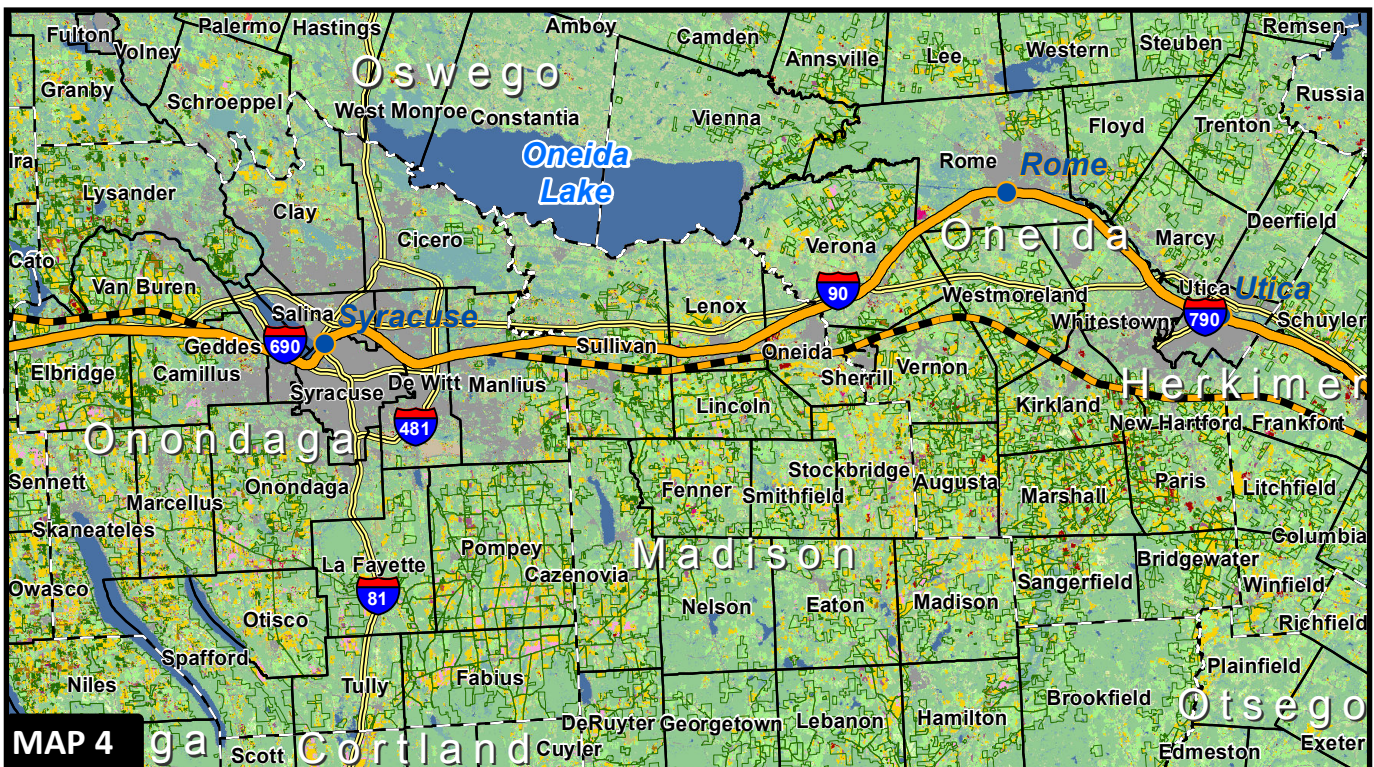 Fulton
Volney
Palermo
Hastings
Amboy
Camden
Annsville
Lee
Western
Steuben
Remsen
Granby
Schroeppel
Oswego
West Monroe
Constantia
Vienna
Floyd
Trenton
Russia
Ira
Lysander
Clay
Oneida
Lake
Rome
Rome
Cicero
Verona
Oneida
Marcy
Deerfield
Cato
Van Buren
Salina
Syracuse
Lenox
90
Westmoreland
Utica
Utica
Whitestown
790
Schuyler
Geddes
690
Sullivan
Oneida
Elbridge
Camillus
Syracuse
De Witt
Manlius
Sherrill
Vernon
Herkimer
481
Lincoln
Kirkland
New Hartford
Frankfort
Onondaga
Sennett
Marcellus
Onondaga
Fenner
Smithfield
Stockbridge
Augusta
Marshall
Paris
Litchfield
Skaneateles
Pompey
Madison
Columbia
La Fayette
Cazenovia
Bridgewater
Owasco
81
Nelson
Eaton
Madison
Sangerfield
Winfield
Otisco
Richfield
Spafford
Niles
Tully
Fabius
Brookfield
Plainfield
Otsego
MAP 4
ga
Scott
Cortland
Cuyler
DeRuyter
Georgetown
Lebanon
Hamilton
Edmeston
Exeter